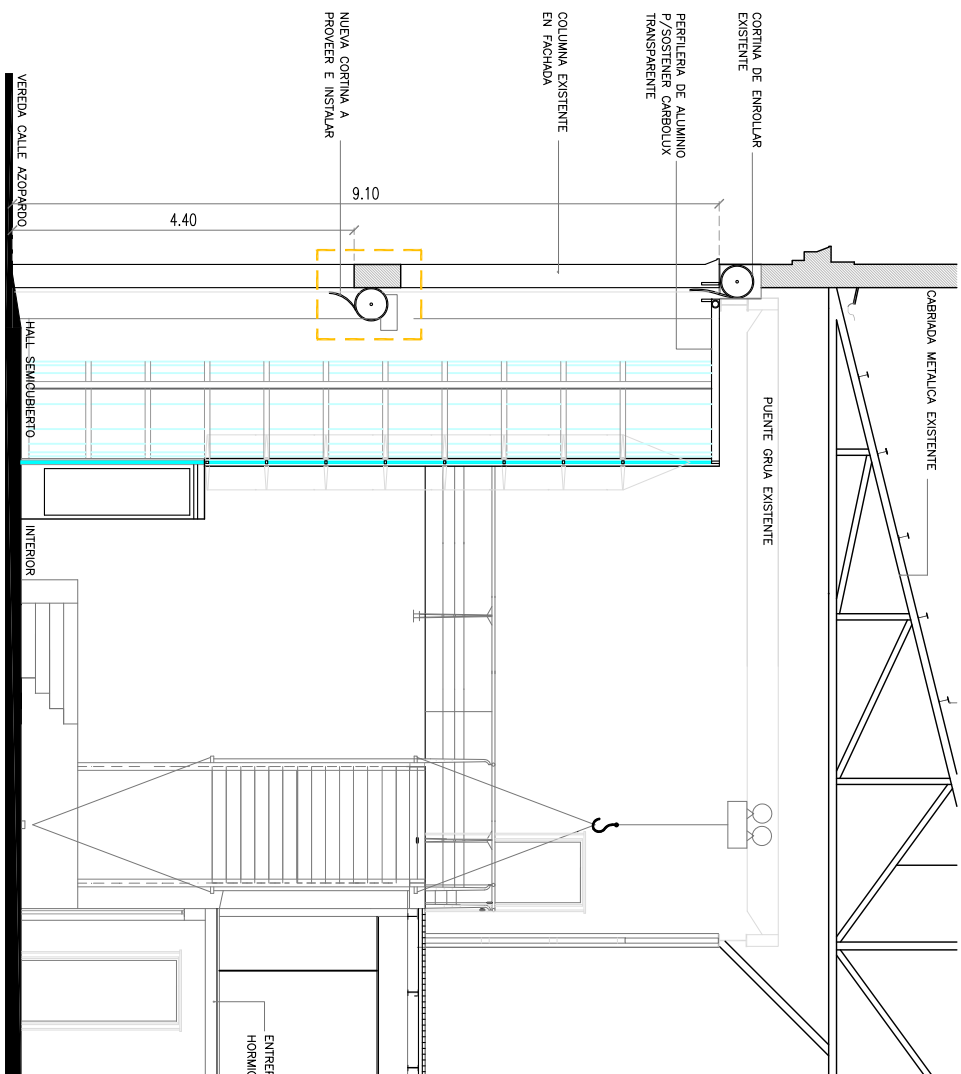 CORTINA DE ENROLLAR
EXISTENTE
PERFILERIA DE ALUMINIO
P/SOSTENER CARBOLUX
TRANSPARENTE
COLUMNA EXISTENTE
EN FACHADA
NUEVA CORTINA A
PROVEER E INSTALAR
VEREDA CALLE AZOPARDO
9.10
4.40
CABRIADA METALICA EXISTENTE
PUENTE GRUA EXISTENTE
HALL SEMICUBIERTO
INTERIOR